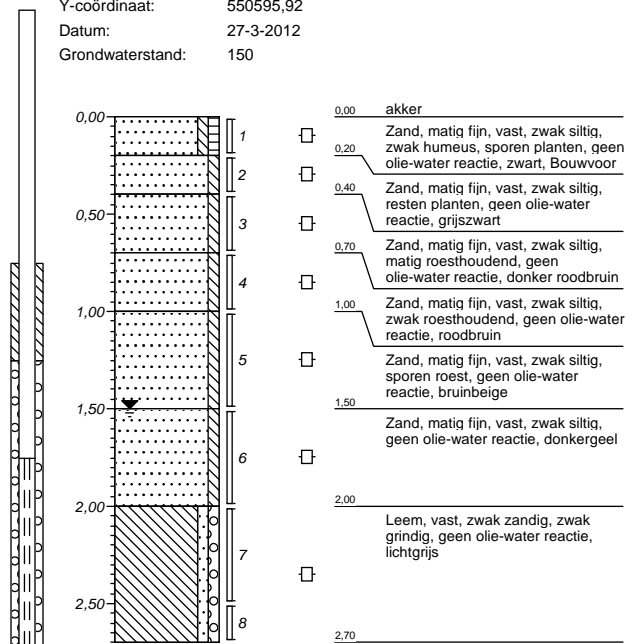 Y-coördinaat: 550595,92
Datum: 27-3-2012
Grondwaterstand: 150
0,00
0,50
1,00
1,50
2,00
2,50
1
2
3
4
5
6
7
8
0,00 akker
Zand, matig fijn, vast, zwak siltig,
zwak humeus, sporen planten, geen
olie-water reactie, zwart, Bouwvoor
0,20
Zand, matig fijn, vast, zwak siltig,
resten planten, geen olie-water
reactie, grijszwart
0,40
Zand, matig fijn, vast, zwak siltig,
matig roesthoudend, geen
olie-water reactie, donker roodbruin
0,70
Zand, matig fijn, vast, zwak siltig,
zwak roesthoudend, geen olie-water
reactie, roodbruin
1,00
Zand, matig fijn, vast, zwak siltig,
sporen roest, geen olie-water
reactie, bruinbeige
1,50
Zand, matig fijn, vast, zwak siltig,
geen olie-water reactie, donkergeel
2,00
Leem, vast, zwak zandig, zwak
grindig, geen olie-water reactie,
lichtgrijs
2,70